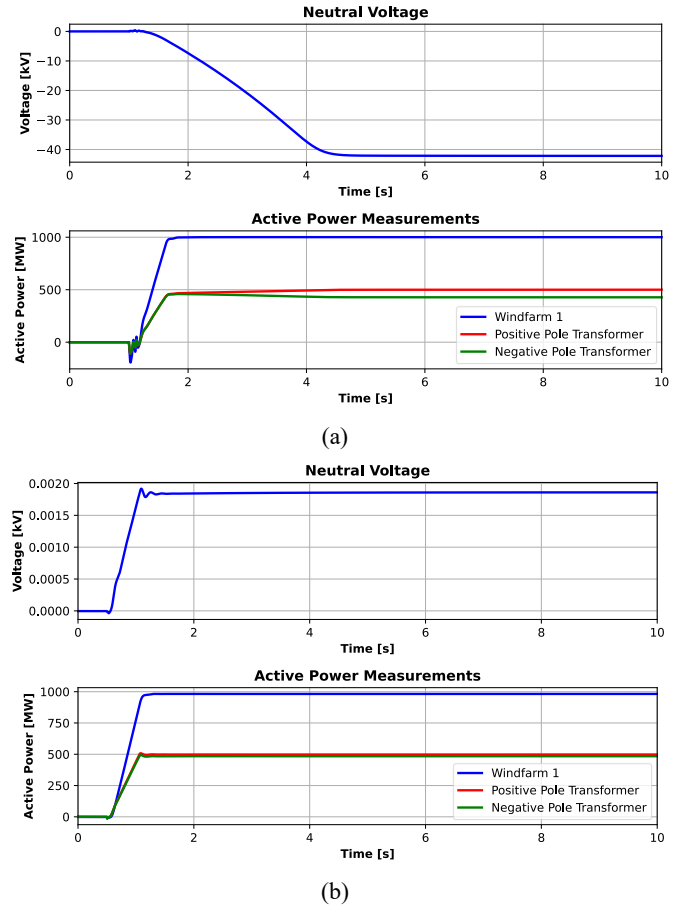 Neutral Voltage
Voltage [kV]
0
−10
−20
−30
−40
0 2 4 6 8 10
Time [s]
Active Power Measurements
Active Power [MW]
1000
500
0
Windfarm 1
Positive Pole Transformer
Negative Pole Transformer
0 2 4 6 8 10
Time [s]
(a)
Neutral Voltage
Voltage [kV]
0.0020
0.0015
0.0010
0.0005
0.0000
0 2 4 6 8 10
Time [s]
Active Power Measurements
Active Power [MW]
1000
750
500
250
0
Windfarm 1
Positive Pole Transformer
Negative Pole Transformer
0 2 4 6 8 10
Time [s]
(b)